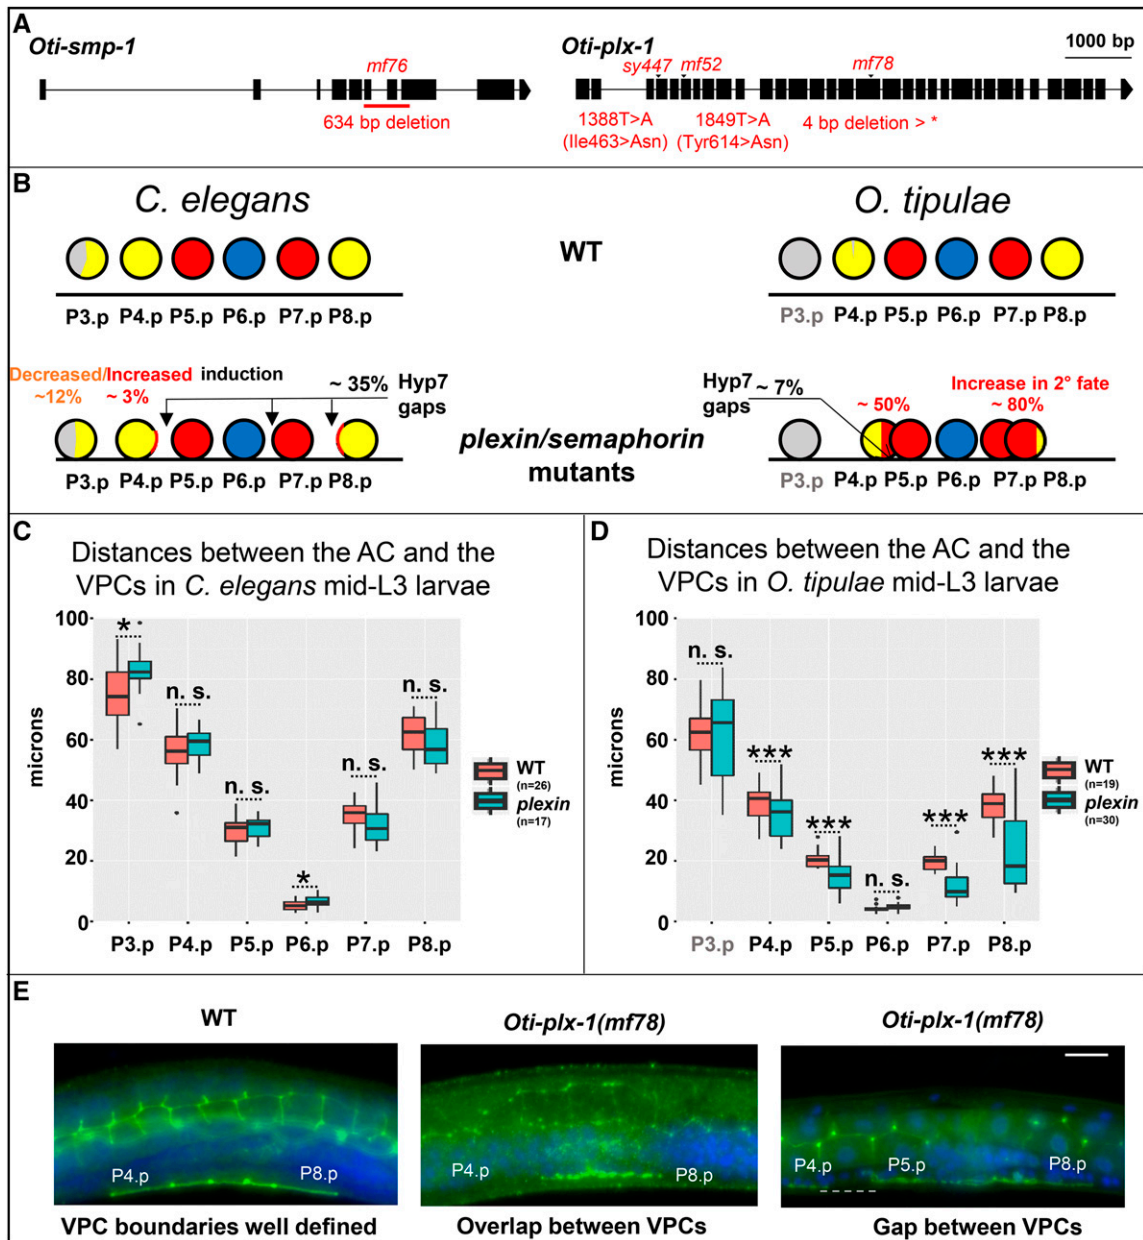 A
Oti-smp-1
mf76
634 bp deletion
Oti-plx-1
1000 bp
sy447
mf52
mf78
1388T>A
(Ile463>Asn)
1849T>A
(Tyr614>Asn)
4 bp deletion > *
B
C. elegans
WT
O. tipulae
P3.p P4.p P5.p P6.p P7.p P8.p
P3.p P4.p P5.p P6.p P7.p P8.p
Decreased/Increased induction
~12% ~ 3%
~ 35%
Hyp7
gaps
plexin/semaphorin
mutants
Hyp7
gaps
~ 7%
~ 50%
Increase in 2° fate
~ 80%
P3.p P4.p P5.p P6.p P7.p P8.p
P3.p P4.p P5.p P6.p P7.p P8.p
C
Distances between the AC and the
VPCs in C. elegans mid-L3 larvae
microns
100
80
60
40
20
0
*
n. s.
n. s.
*
n. s.
n. s.
P3.p P4.p P5.p P6.p P7.p P8.p
WT
(n=26)
plexin
(n=17)
D
Distances between the AC and the
VPCs in O. tipulae mid-L3 larvae
microns
100
80
60
40
20
0
n. s.
***
***
n. s.
***
***
P3.p P4.p P5.p P6.p P7.p P8.p
WT
(n=19)
plexin
(n=30)
E
WT
P4.p
P8.p
VPC boundaries well defined
Oti-plx-1(mf78)
P4.p
P8.p
Overlap between VPCs
Oti-plx-1(mf78)
P4.p
P5.p
P8.p
Gap between VPCs